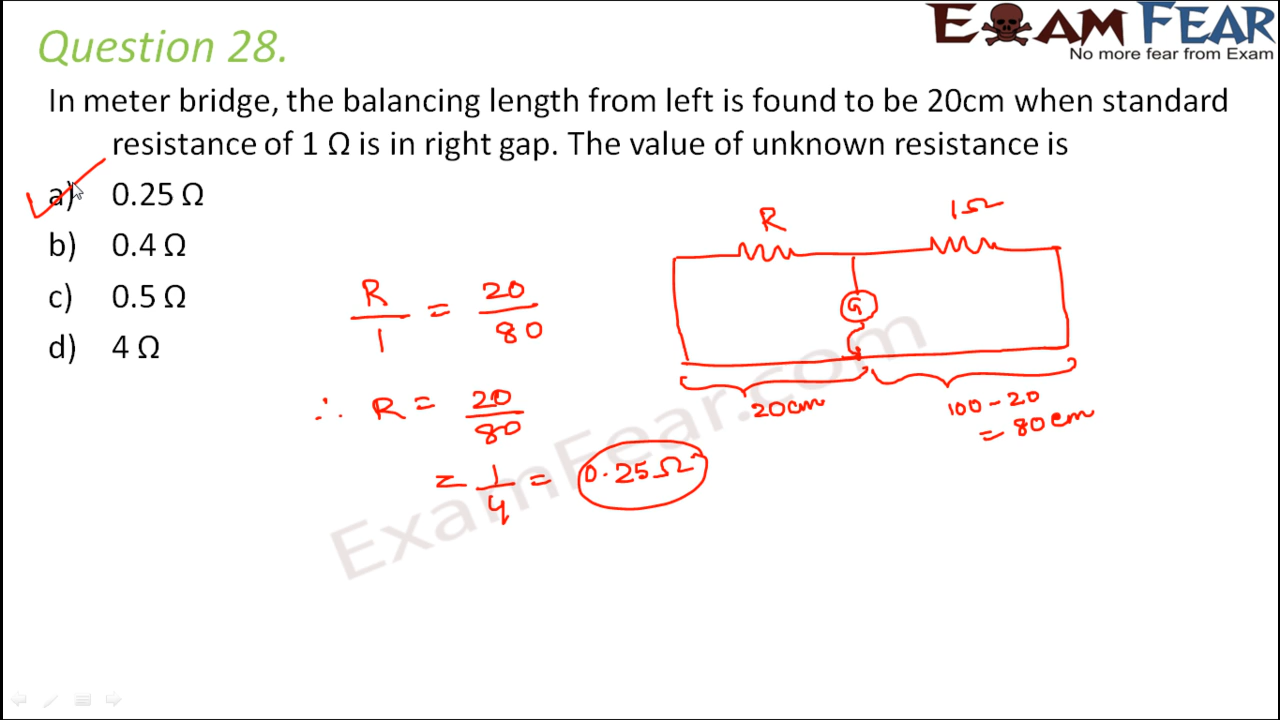 EXAM FEAR
No more fear from Exam
Question 28.
In meter bridge, the balancing length from left is found to be 20cm when standard
resistance of 1 Ω is in right gap. The value of unknown resistance is
a) 0.25 Ω
b) 0.4 Ω
c) 0.5 Ω
d) 4 Ω
R/1 = 20/80
∴ R = 20/80
= 1/4 = 0.25 Ω
R 1Ω
G
20cm 100-20
= 80cm
ExamFear.com